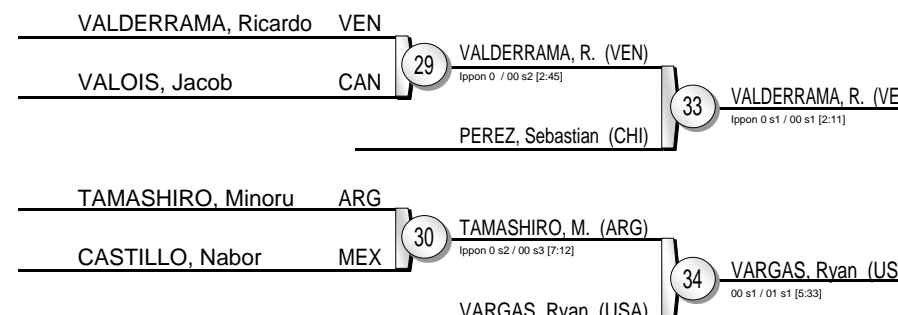 VALDERRAMA, Ricardo VEN
VALOIS, Jacob CAN
29
VALDERRAMA, R. (VEN)
Ippon 0 / 00 s2 [2:45]
PEREZ, Sebastian (CHI)
33
VALDERRAMA, R. (VE
Ippon 0 s1 / 00 s1 [2:11]
TAMASHIRO, Minoru ARG
CASTILLO, Nabor MEX
30
TAMASHIRO, M. (ARG)
Ippon 0 s2 / 00 s3 [7:12]
VARGAS, Ryan (USA)
34
VARGAS, Ryan (US
00 s1 / 01 s1 [5:33]